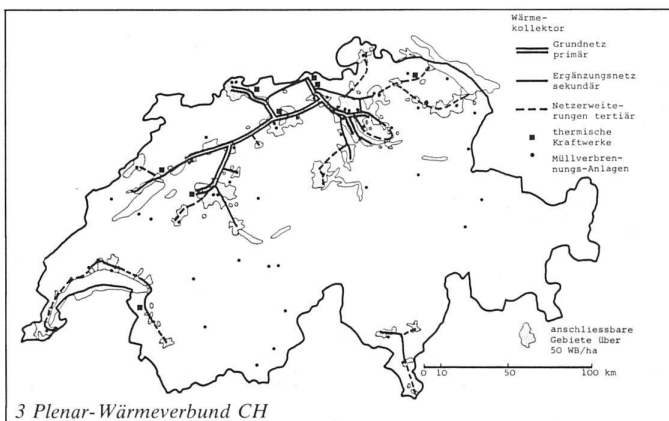 Wärme-
kollektor
Grundnetz
primär
Ergänzungsnetz
sekundär
Netzerweite-
rungen tertiär
thermische
Kraftwerke
Müllverbren-
nungs-Anlagen
anschliessbare
Gebiete über
50 WB/ha
0 10 50 100 km
3 Plenar-Wärmeverbund CH